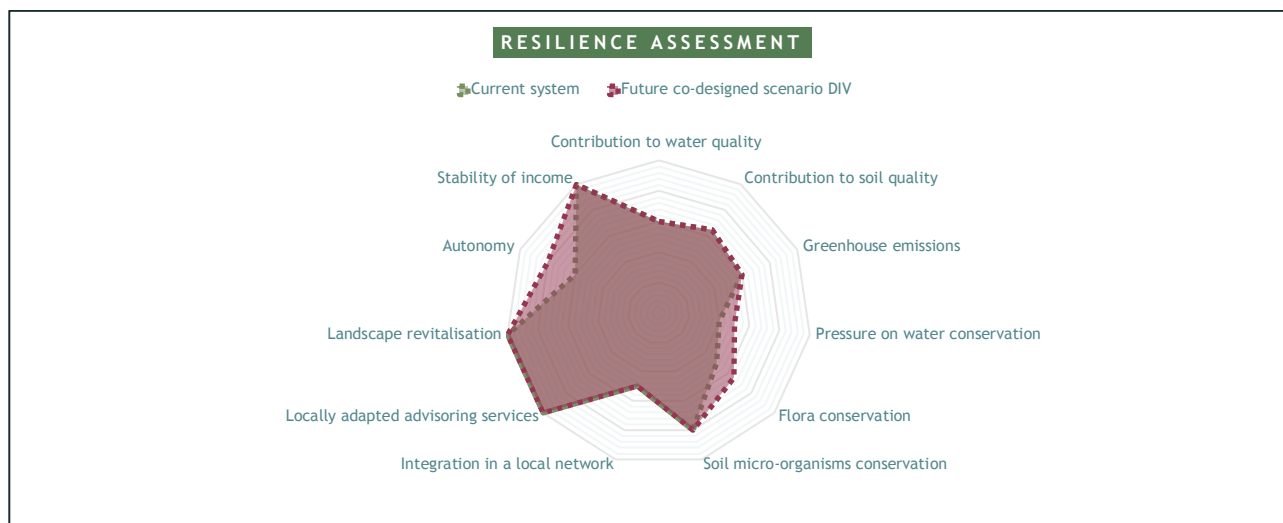 RESILIENCE ASSESSMENT
Current system
Future co-designed scenario DIV
Contribution to water quality
Stability of income
Contribution to soil quality
Autonomy
Greenhouse emissions
Landscape revitalisation
Pressure on water conservation
Locally adapted advisoring services
Flora conservation
Integration in a local network
Soil micro-organisms conservation